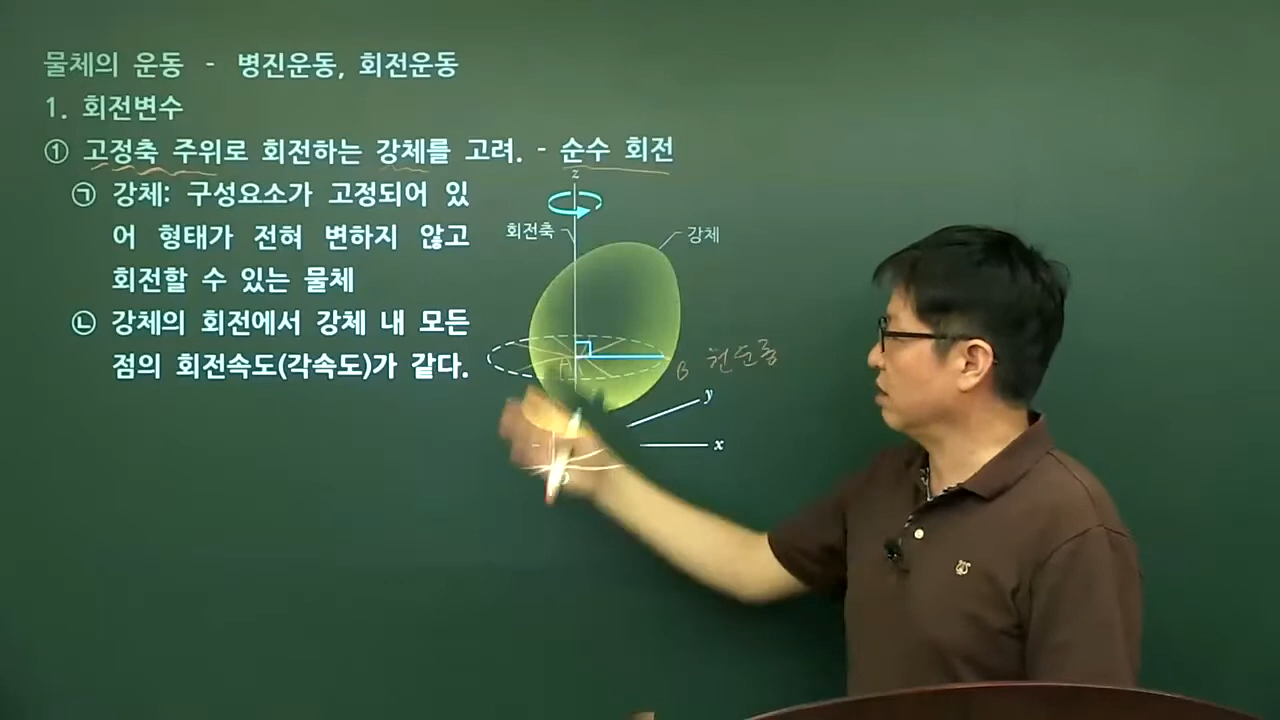 물체의 운동 - 병진운동, 회전운동
1. 회전변수
① 고정축 주위로 회전하는 강체를 고려. - 순수 회전
㉠ 강체: 구성요소가 고정되어 있
어 형태가 전혀 변하지 않고
회전할 수 있는 물체
㉡ 강체의 회전에서 강체 내 모든
점의 회전속도(각속도)가 같다.
z
회전축
강체
A
B
y
x